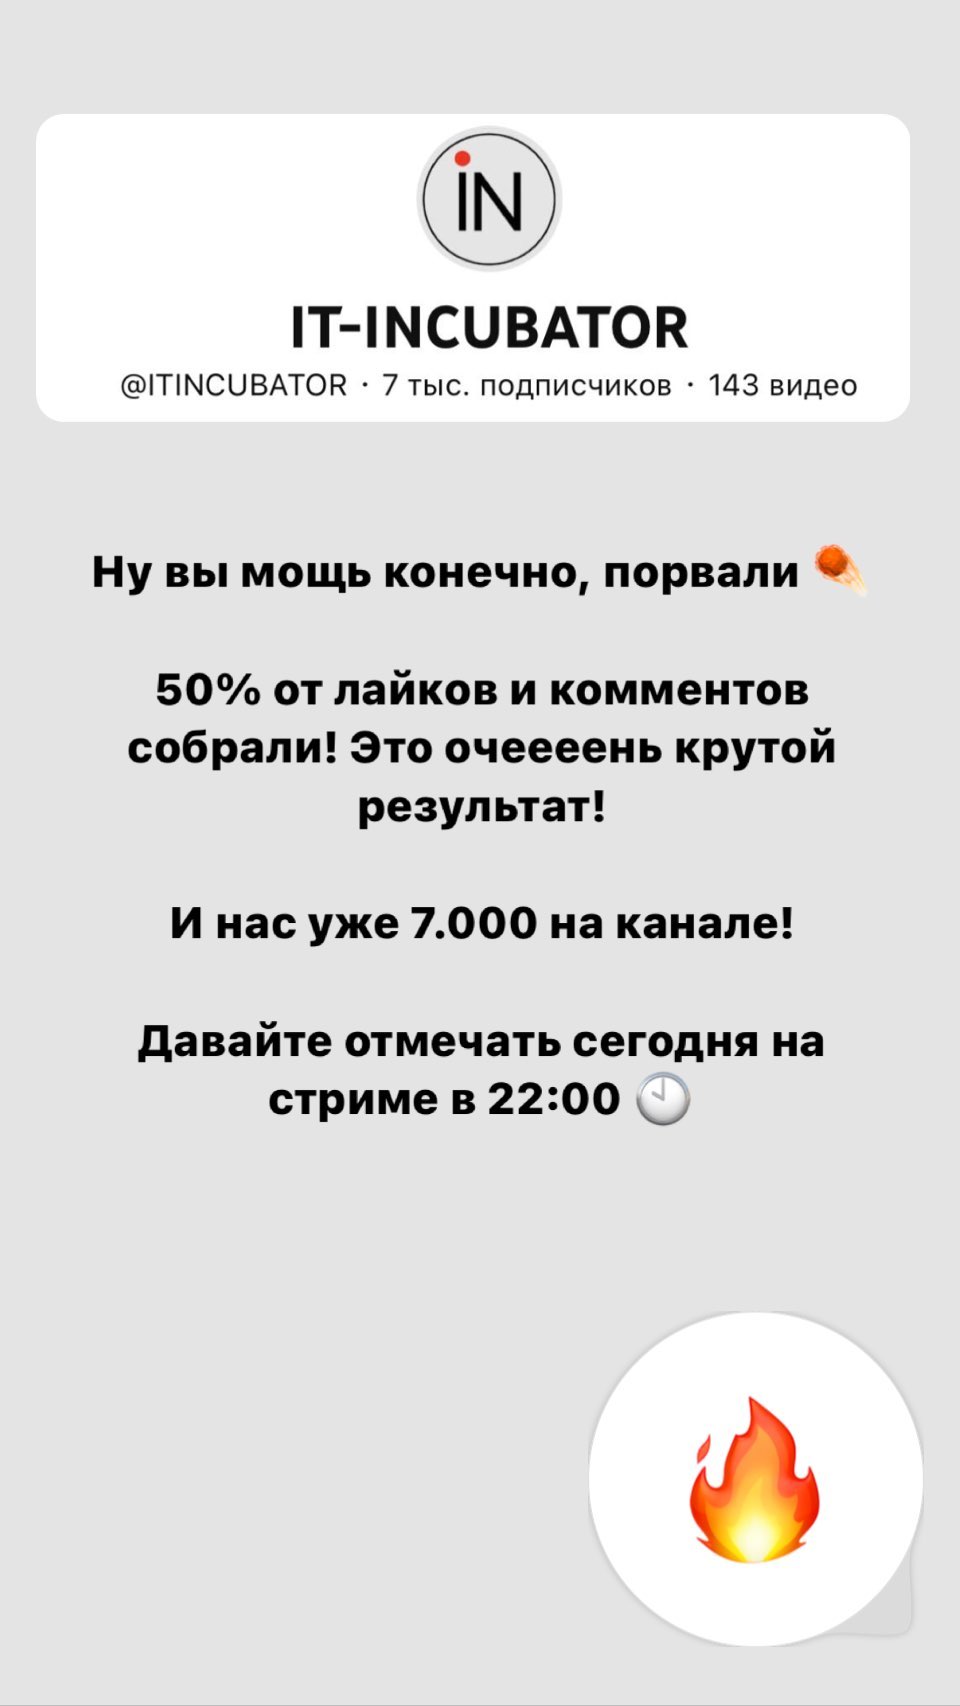 iN
IT-INCUBATOR
@ITINCUBATOR · 7 тыс. подписчиков · 143 видео
Ну вы мощь конечно, порвали ☄️
50% от лайков и комментов
собрали! Это очеееень крутой
результат!
И нас уже 7.000 на канале!
Давайте отмечать сегодня на
стриме в 22:00 🕙